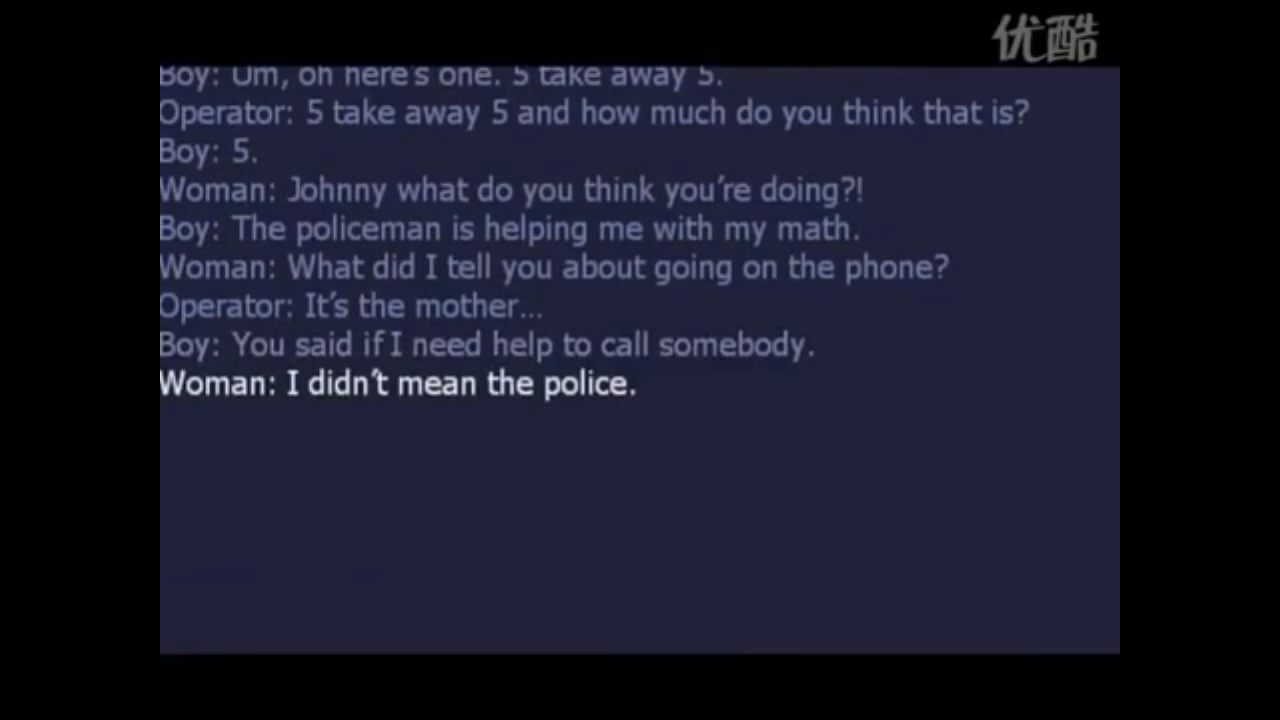 优酷
Boy: Um, oh here's one. 5 take away 5.
Operator: 5 take away 5 and how much do you think that is?
Boy: 5.
Woman: Johnny what do you think you're doing?!
Boy: The policeman is helping me with my math.
Woman: What did I tell you about going on the phone?
Operator: It's the mother...
Boy: You said if I need help to call somebody.
Woman: I didn't mean the police.